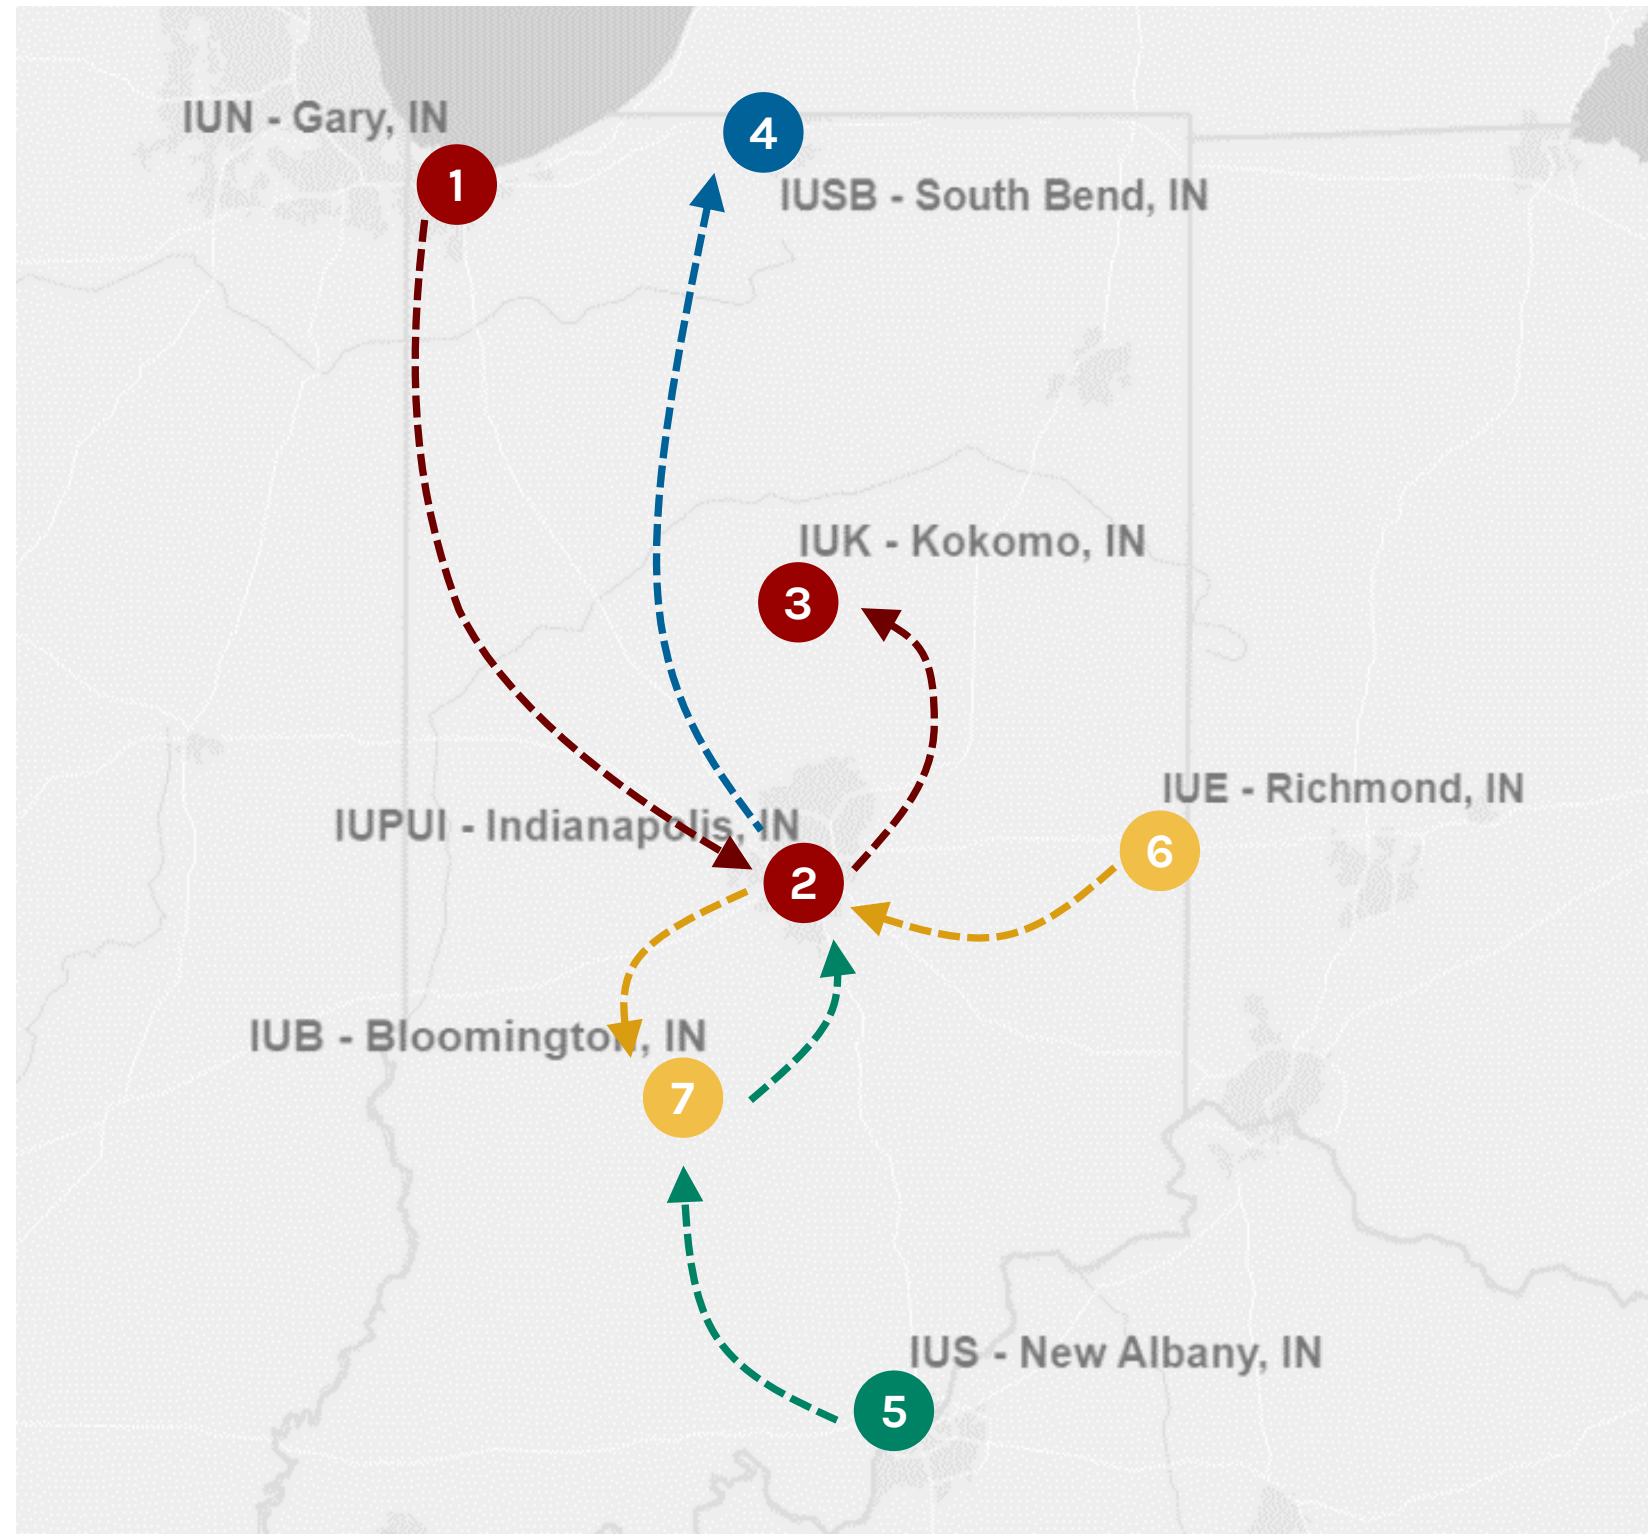 IUN - Gary, IN
4
1
IUSB - South Bend, IN
IUK - Kokomo, IN
3
IUE - Richmond, IN
IUPUI - Indianapolis, IN
6
2
IUB - Bloomington, IN
7
IUS - New Albany, IN
5